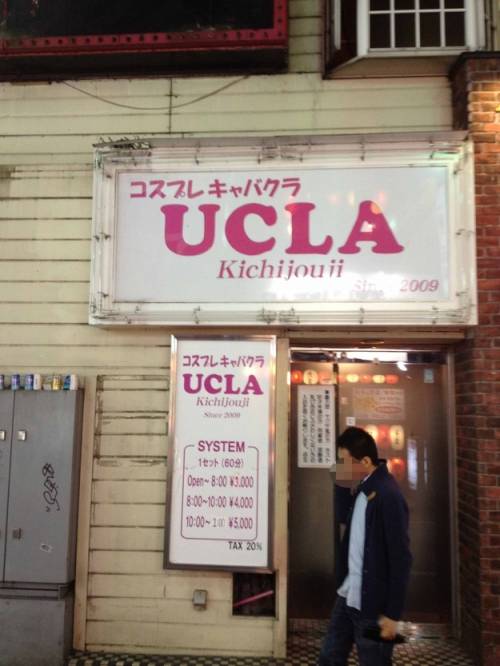 コスプレキャバクラ
UCLA
Kichijouji
Since 2009
コスプレキャバクラ
UCLA
Kichijouji
Since 2009
SYSTEM
1セット (60分)
Open~8:00 ¥3,000
8:00~10:00 ¥4,000
10:00~1:00 ¥5,000
TAX 20%